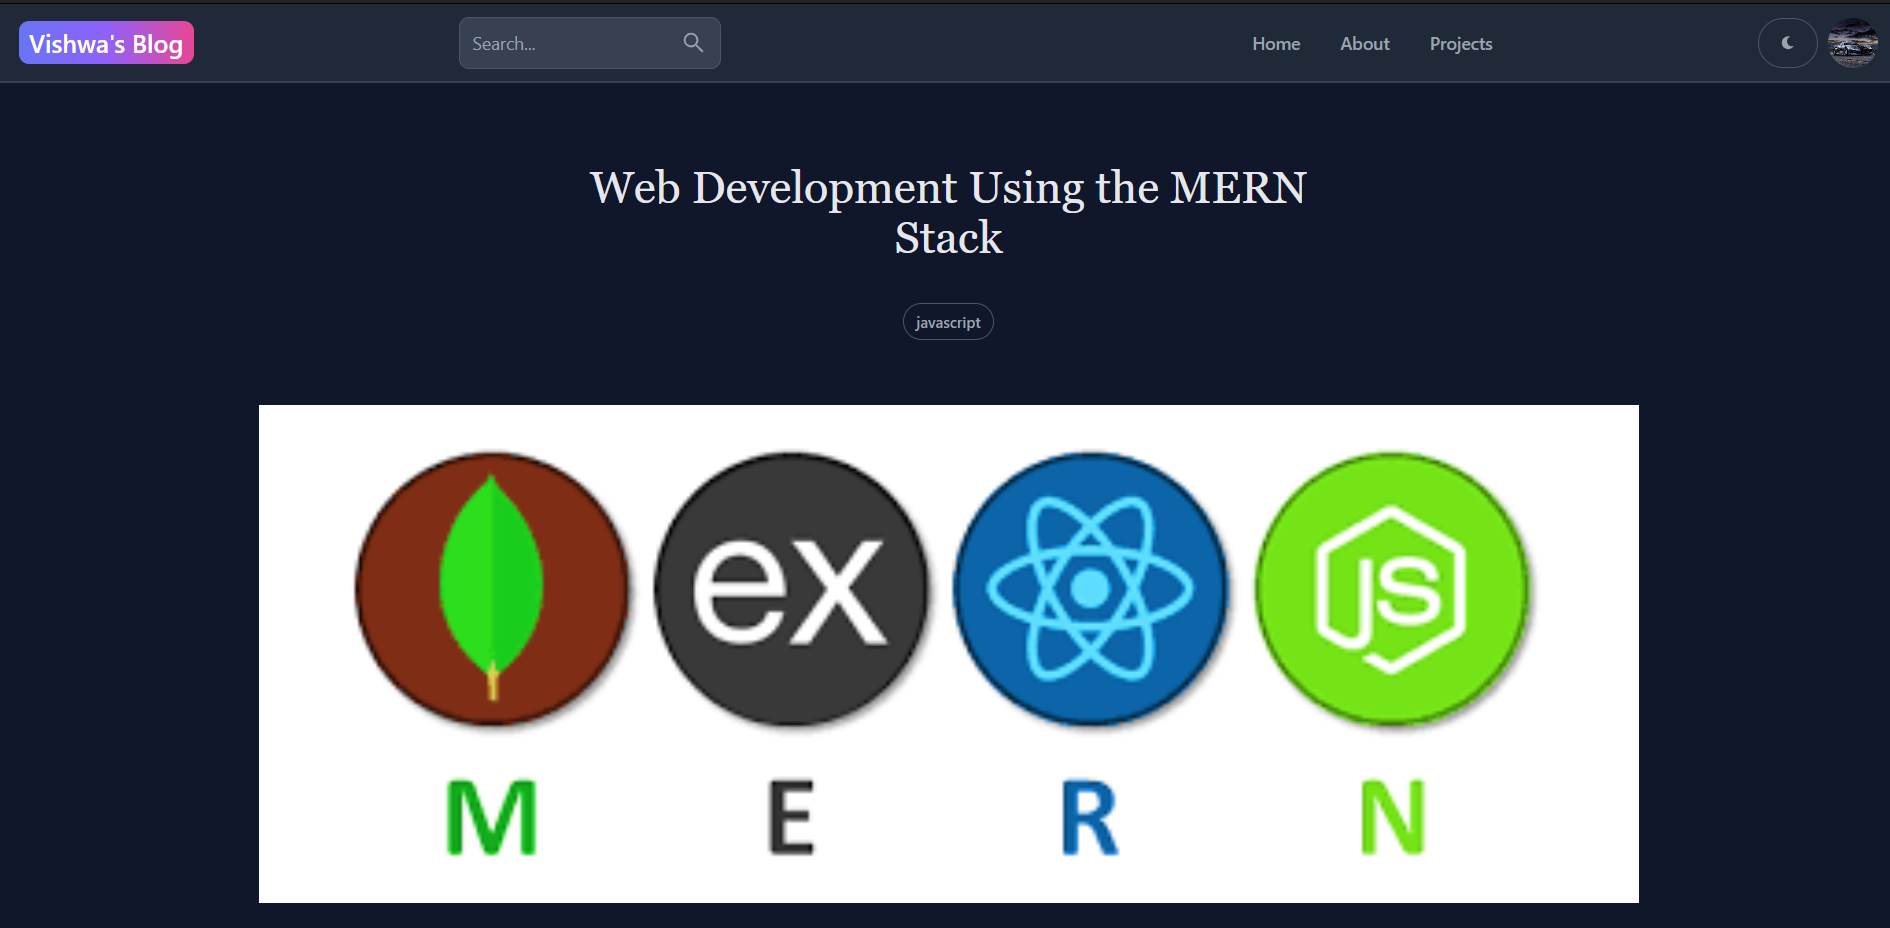 Vishwa's Blog
Search...
Home
About
Projects
Web Development Using the MERN
Stack
javascript
ex
JS
M E R N